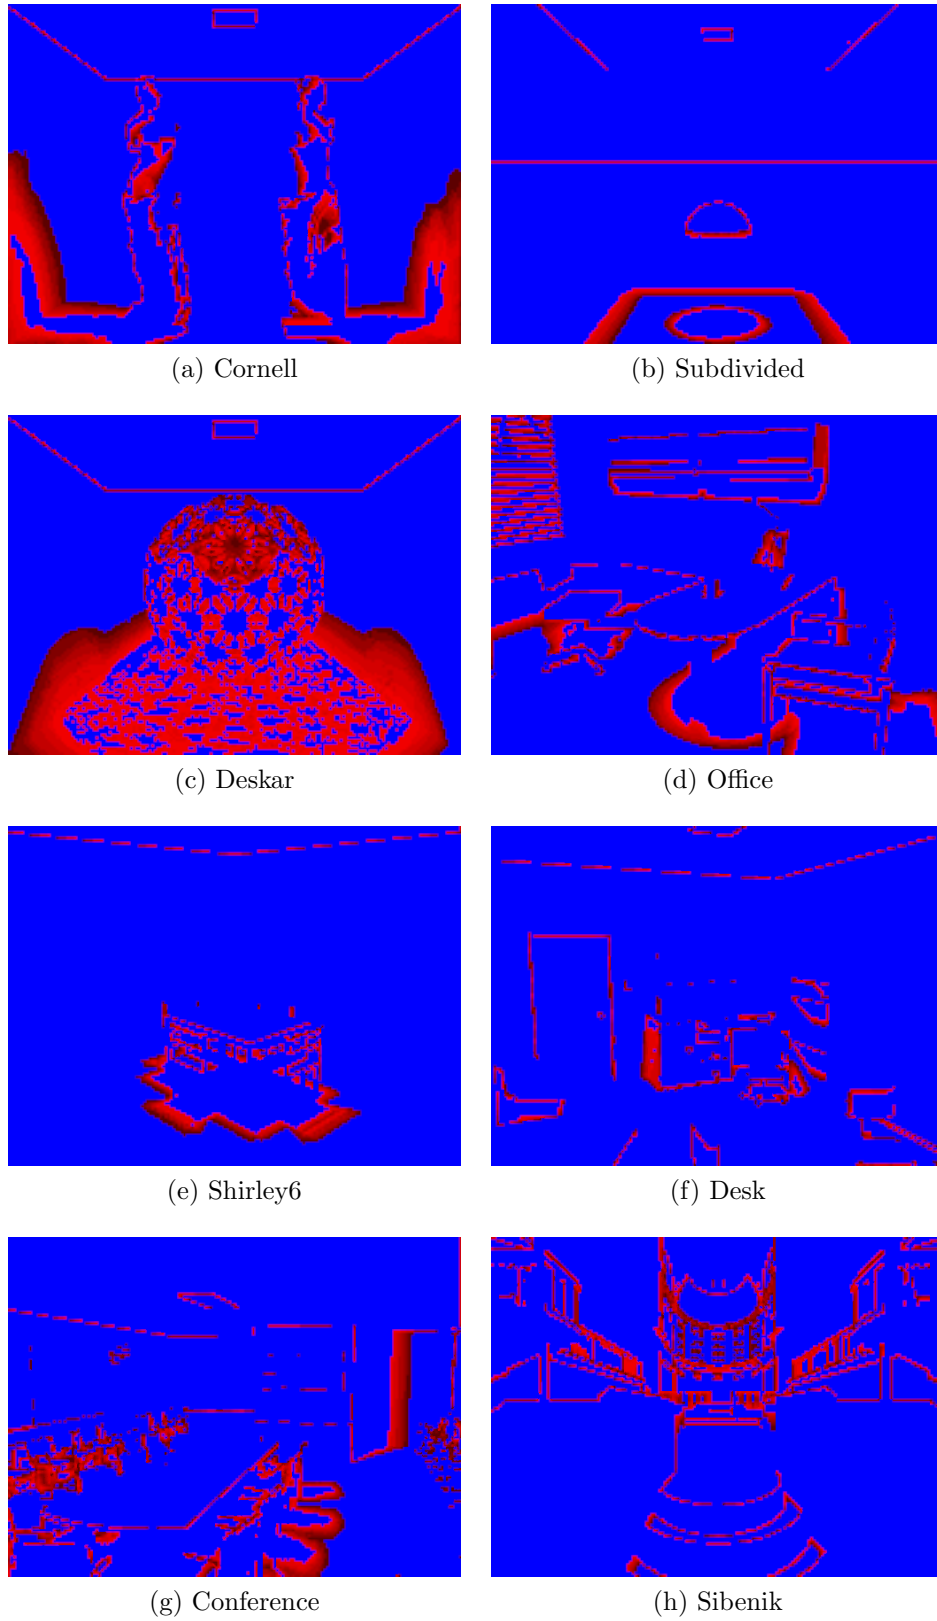 (a) Cornell
(b) Subdivided
(c) Deskar
(d) Office
(e) Shirley6
(f) Desk
(g) Conference
(h) Sibenik